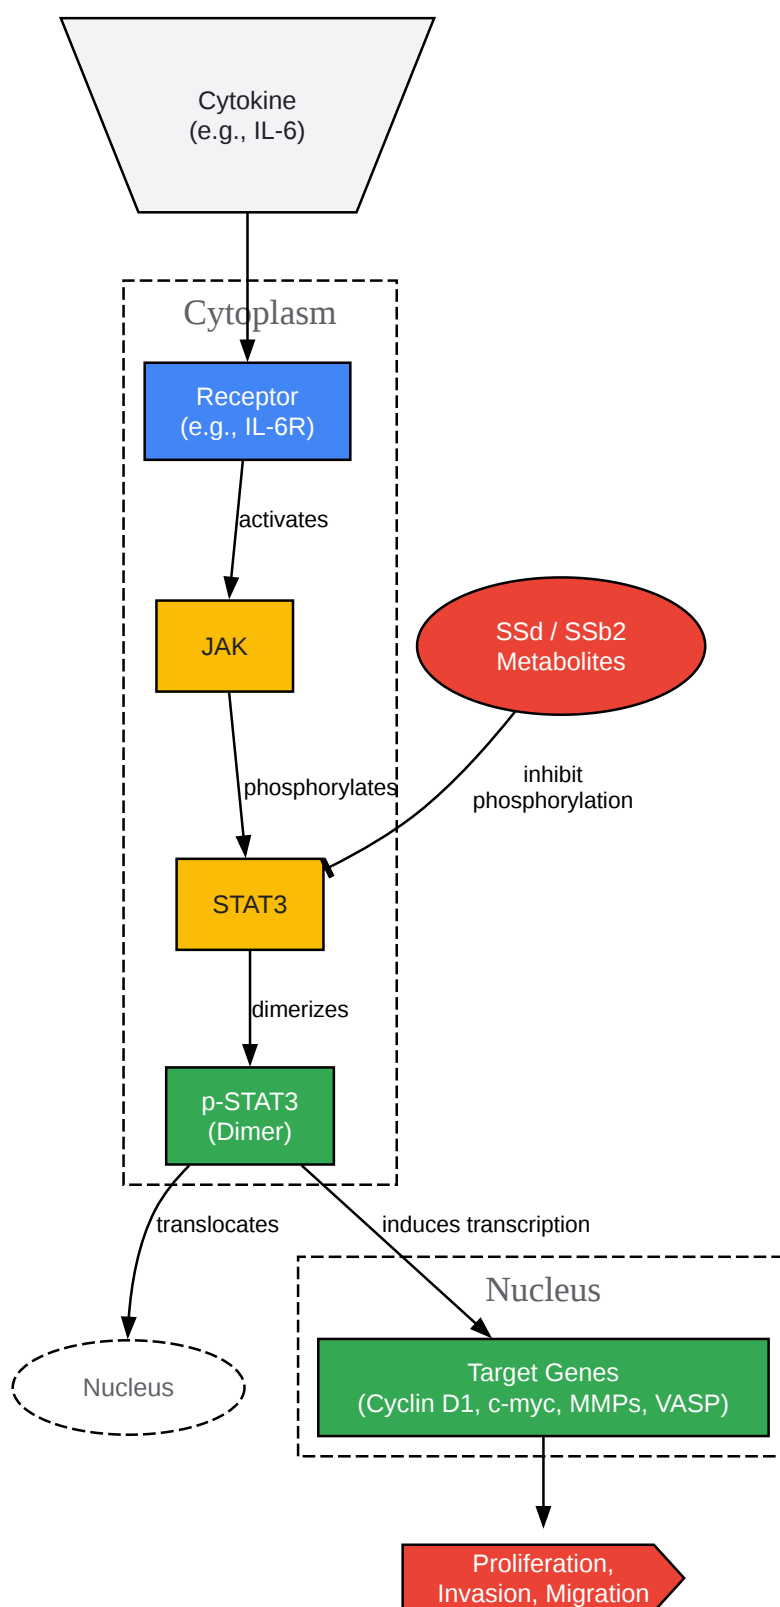 Cytokine
(e.g., IL-6)
Cytoplasm
Receptor
(e.g., IL-6R)
activates
JAK
SSd / SSb2
Metabolites
phosphorylates
inhibit
phosphorylation
STAT3
dimerizes
p-STAT3
(Dimer)
translocates
induces transcription
Nucleus
Nucleus
Target Genes
(Cyclin D1, c-myc, MMPs, VASP)
Proliferation,
Invasion, Migration